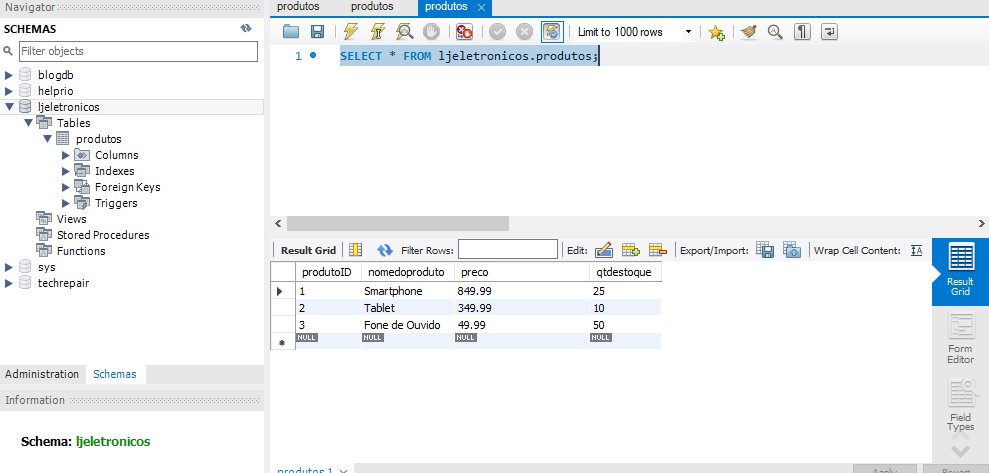 Navigator
SCHEMAS
Filter objects
blogdb
helprio
ljeletronicos
Tables
produtos
Columns
Indexes
Foreign Keys
Triggers
Views
Stored Procedures
Functions
sys
techrepair
Administration Schemas
Information
Schema: ljeletronicos
produtos produtos produtos
Limit to 1000 rows
1 SELECT * FROM ljeletronicos.produtos;
Result Grid Filter Rows: Edit: Export/Import: Wrap Cell Content:
produtoID nomedoproduto preco qtdestoque
1 Smartphone 849.99 25
2 Tablet 349.99 10
3 Fone de Ouvido 49.99 50
NULL NULL NULL NULL
Result
Grid
Form
Editor
Field
Types
produtos 1 Apply Revert